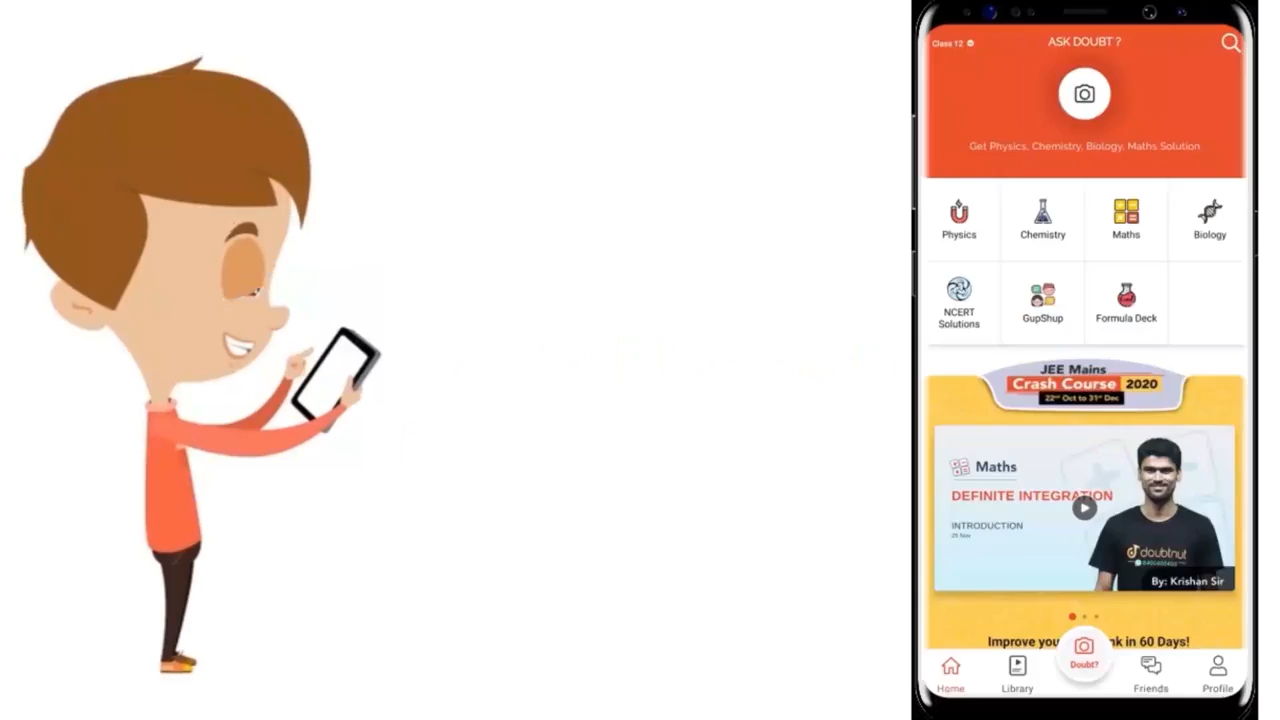 Class 12
ASK DOUBT ?
Get Physics, Chemistry, Biology, Maths Solution
Physics
Chemistry
Maths
Biology
NCERT
Solutions
GupShup
Formula Deck
JEE Mains
Crash Course 2020
22nd Oct to 31st Dec
Maths
DEFINITE INTEGRATION
INTRODUCTION
25 Nov
doubtnut
By: Krishan Sir
in 60 Days!
Doubt?
Home
Library
Friends
Profile